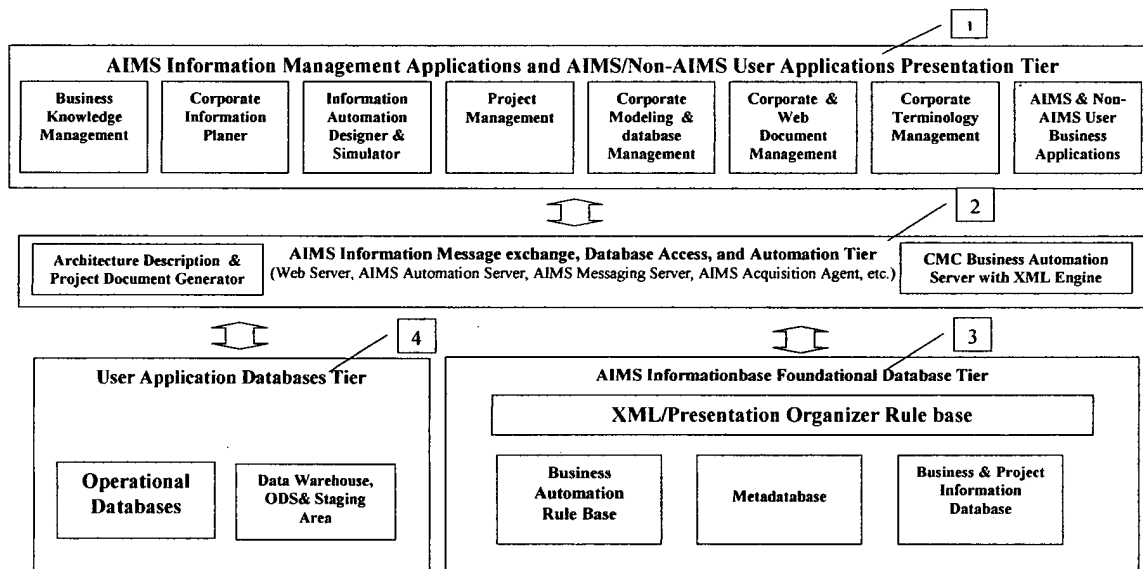 1
AIMS Information Management Applications and AIMS/Non-AIMS User Applications Presentation Tier
Business
Knowledge
Management
Corporate
Information
Planer
Information
Automation
Designer &
Simulator
Project
Management
Corporate
Modeling &
database
Management
Corporate &
Web
Document
Management
Corporate
Terminology
Management
AIMS & Non-
AIMS User
Business
Applications
2
Architecture Description &
Project Document Generator
AIMS Information Message exchange, Database Access, and Automation Tier
(Web Server, AIMS Automation Server, AIMS Messaging Server, AIMS Acquisition Agent, etc.)
CMC Business Automation
Server with XML Engine
4
User Application Databases Tier
Operational
Databases
Data Warehouse,
ODS& Staging
Area
3
AIMS Informationbase Foundational Database Tier
XML/Presentation Organizer Rule base
Business
Automation
Rule Base
Metadatabase
Business & Project
Information
Database